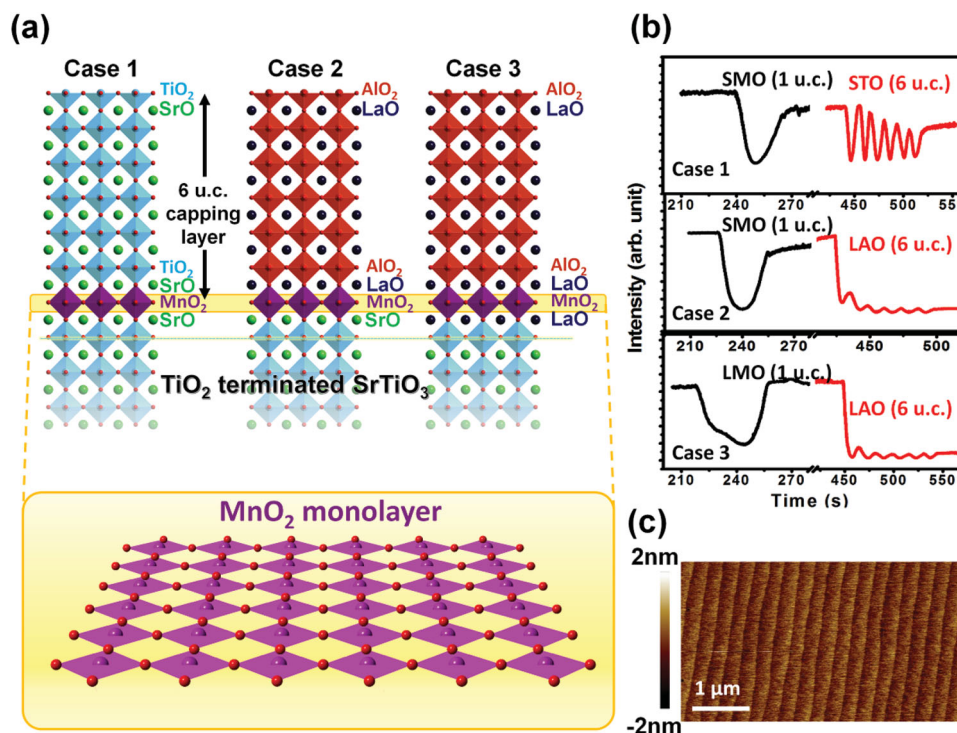 (a)
Case 1
Case 2
Case 3
TiO2
SrO
AlO2
LaO
AlO2
LaO
6 u.c.
capping
layer
TiO2
SrO
MnO2
SrO
AlO2
LaO
MnO2
SrO
AlO2
LaO
MnO2
LaO
TiO2 terminated SrTiO3
MnO2 monolayer
(b)
Intensity (arb. unit)
SMO (1 u.c.)
STO (6 u.c.)
Case 1
210 240 270 450 500 550
SMO (1 u.c.)
LAO (6 u.c.)
Case 2
210 240 270 450 500
LMO (1 u.c.)
LAO (6 u.c.)
Case 3
210 240 270 450 500 550
Time (s)
(c)
2nm
-2nm
1 μm